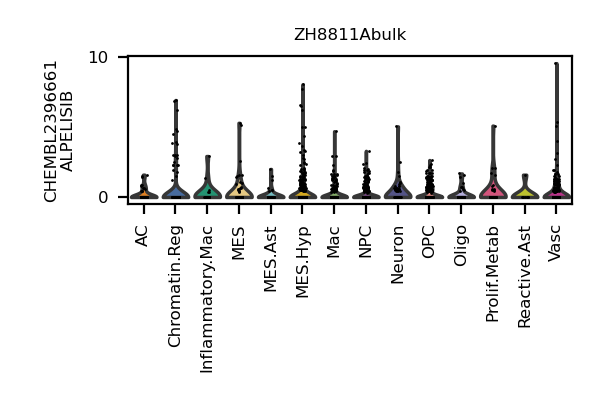 ZH8811Abulk
CHEMBL2396661
ALPELISIB
10
0
AC
Chromatin.Reg
Inflammatory.Mac
MES
MES.Ast
MES.Hyp
Mac
NPC
Neuron
OPC
Oligo
Prolif.Metab
Reactive.Ast
Vasc